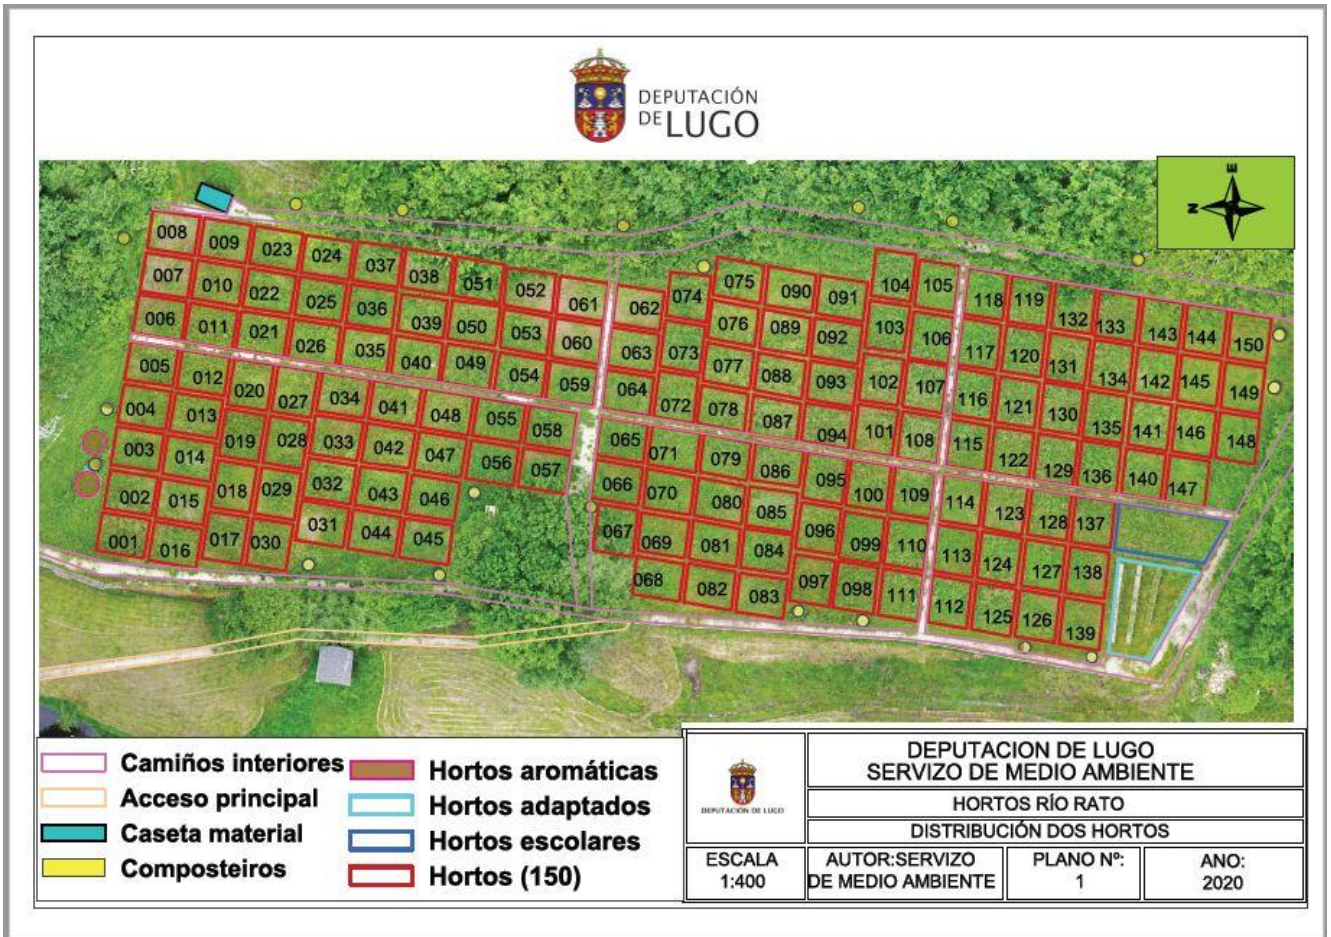 DEPUTACIÓN
DE LUGO
E
N
008 009 023 024 037 038 051 052 061 062 074 075 090 091 104 105 118 119 132 133 143 144 150
007 010 022 025 036 039 050 053 060 063 073 076 089 092 103 106 117 120 131 134 142 145 149
006 011 021 026 035 040 049 054 059 064 072 077 088 093 102 107 116 121 130 135 141 146 148
078 087 094 101 108 115 122 129 136 140 147
005 012 020 027 034 041 048 055 058 065 071 079 086 095 100 109 114 123 128 137
004 013 019 028 033 042 047 056 057 066 070 080 085 096 099 110 113 124 127 138
003 014 018 029 032 043 046 067 069 081 084 097 098 111 112 125 126 139
002 015 017 030 031 044 045 068 082 083
001 016
Camiños interiores
Acceso principal
Caseta material
Composteiros
Hortos aromáticas
Hortos adaptados
Hortos escolares
Hortos (150)
DEPUTACIÓN DE LUGO
DEPUTACION DE LUGO
SERVIZO DE MEDIO AMBIENTE
HORTOS RÍO RATO
DISTRIBUCIÓN DOS HORTOS
ESCALA
1:400
AUTOR:SERVIZO
DE MEDIO AMBIENTE
PLANO Nº:
1
ANO:
2020